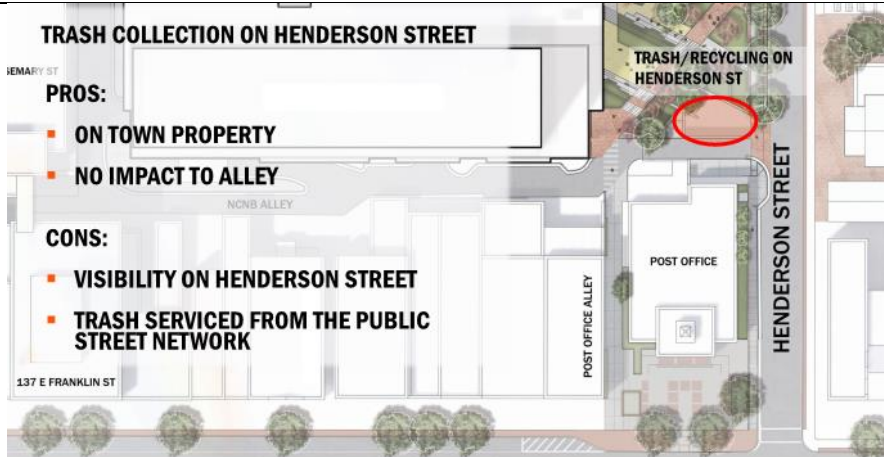 TRASH COLLECTION ON HENDERSON STREET
TRASH/RECYCLING ON
HENDERSON ST
SEMARY ST
PROS:
ON TOWN PROPERTY
NO IMPACT TO ALLEY
NCNB ALLEY
CONS:
VISIBILITY ON HENDERSON STREET
TRASH SERVICED FROM THE PUBLIC
STREET NETWORK
137 E FRANKLIN ST
POST OFFICE ALLEY
POST OFFICE
HENDERSON STREET